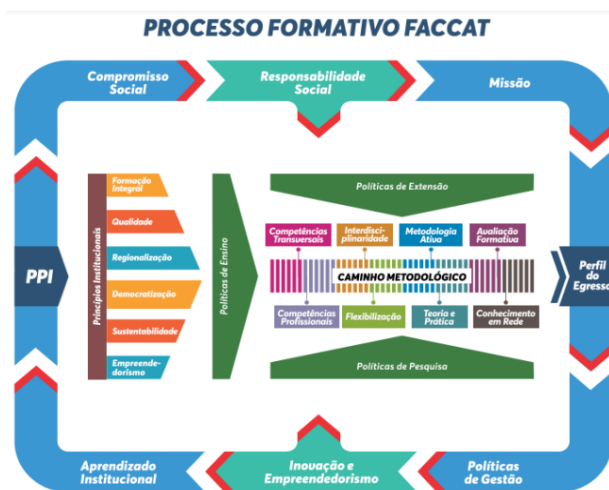 PROCESSO FORMATIVO FACCAT
Compromisso
Social
Responsabilidade
Social
Missão
PPI
Princípios Institucionais
Formação
Integral
Qualidade
Regionalização
Democratização
Sustentabilidade
Empreende-
dorismo
Políticas de Ensino
Políticas de Extensão
Competências
Transversais
Interdisci-
plinaridade
Metodologia
Ativa
Avaliação
Formativa
CAMINHO METODOLÓGICO
Competências
Profissionais
Flexibilização
Teoria e
Prática
Conhecimento
em Rede
Políticas de
Pesquisa
Perfil
do
Egresso
Aprendizado
Institucional
Inovação e
Empreendedorismo
Políticas
de Gestão